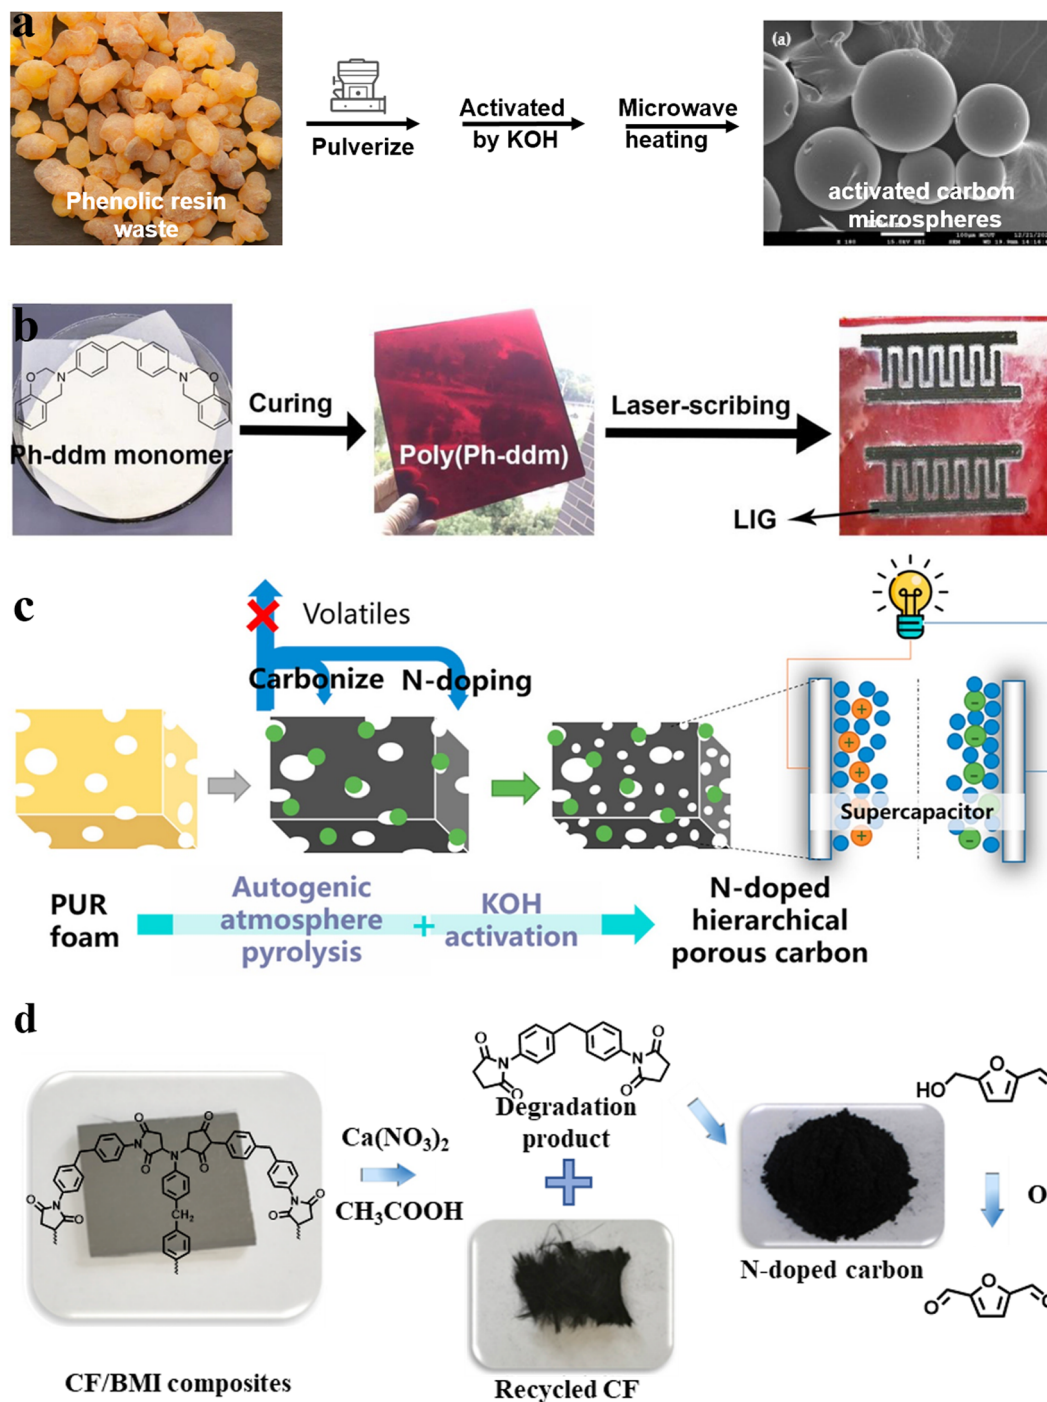 a
Phenolic resin
waste
Pulverize
Activated
by KOH
Microwave
heating
(a)
activated carbon
microspheres
b
O
N
N
O
Ph-ddm monomer
Curing
Poly(Ph-ddm)
Laser-scribing
LIG
c
Volatiles
Carbonize
N-doping
Supercapacitor
PUR
foam
Autogenic
atmosphere
pyrolysis
+
KOH
activation
N-doped
hierarchical
porous carbon
d
CH₂
CF/BMI composites
Ca(NO₃)₂
CH₃COOH
Degradation
product
Recycled CF
N-doped carbon
HO
O
O
O
O
O